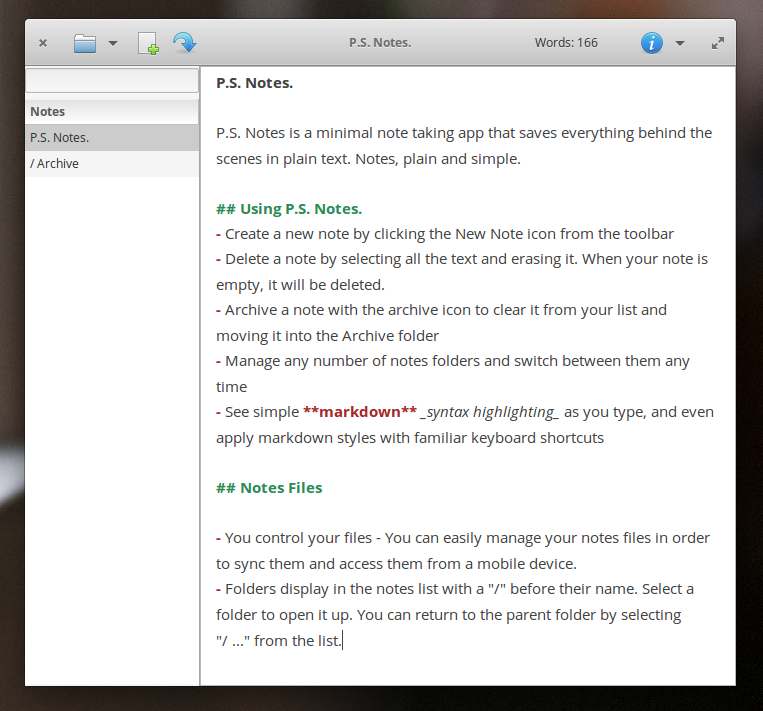 P.S. Notes.
Words: 166
Notes
P.S. Notes.
/ Archive
P.S. Notes.
P.S. Notes is a minimal note taking app that saves everything behind the
scenes in plain text. Notes, plain and simple.
## Using P.S. Notes.
- Create a new note by clicking the New Note icon from the toolbar
- Delete a note by selecting all the text and erasing it. When your note is
empty, it will be deleted.
- Archive a note with the archive icon to clear it from your list and
moving it into the Archive folder
- Manage any number of notes folders and switch between them any
time
- See simple **markdown** _syntax highlighting_ as you type, and even
apply markdown styles with familiar keyboard shortcuts
## Notes Files
- You control your files - You can easily manage your notes files in order
to sync them and access them from a mobile device.
- Folders display in the notes list with a "/" before their name. Select a
folder to open it up. You can return to the parent folder by selecting
"/ ..." from the list.